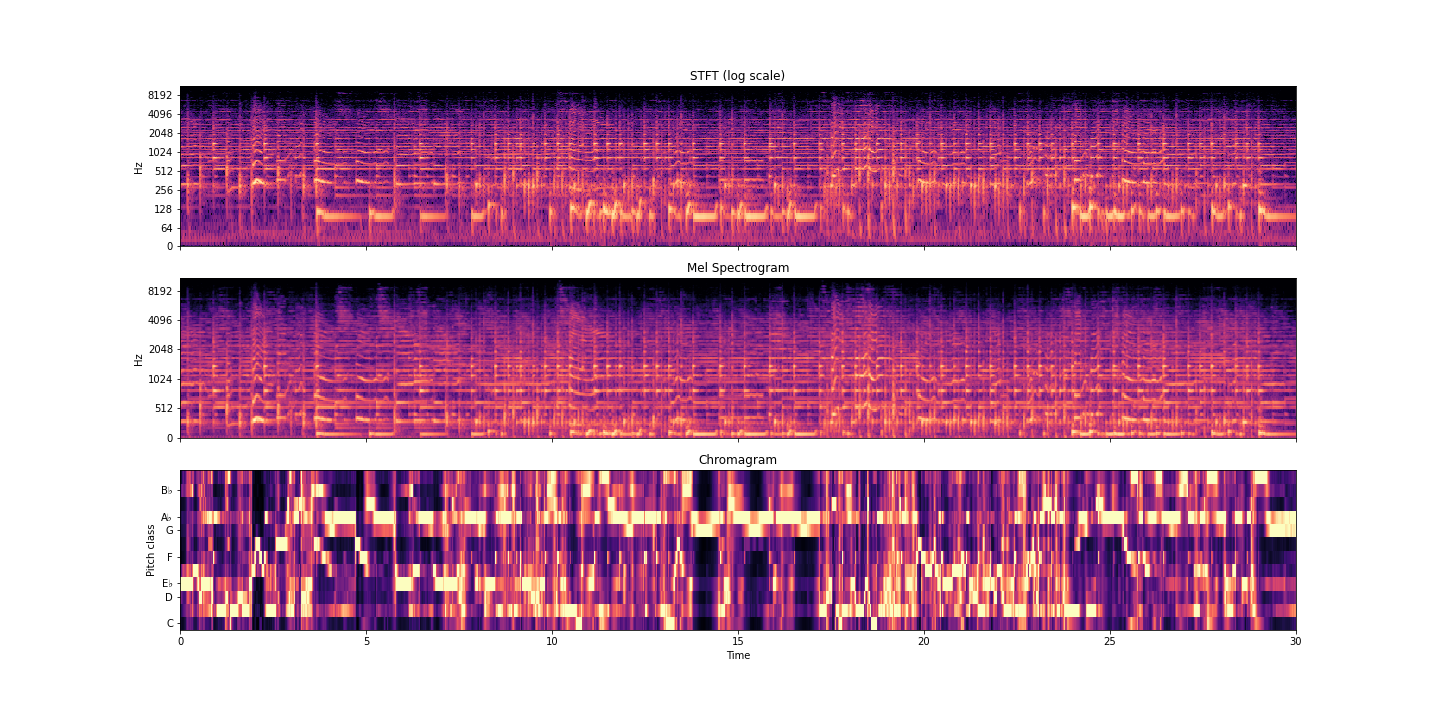 STFT (log scale)
8192
4096
2048
1024
512
256
128
64
0
Hz
Mel Spectrogram
8192
4096
2048
1024
512
0
Hz
Chromagram
B♭
A♭
G
F
E♭
D
C
Pitch class
0 5 10 15 20 25 30
Time